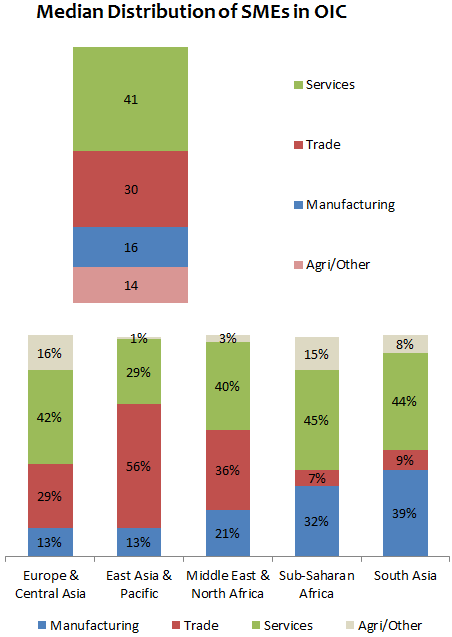 Median Distribution of SMEs in OIC
41
30
16
14
Services
Trade
Manufacturing
Agri/Other
16% 1% 3% 15% 8%
42% 29% 40% 45% 44%
29% 56% 36% 7% 9%
13% 13% 21% 32% 39%
Europe & East Asia & Middle East & Sub-Saharan South Asia
Central Asia Pacific North Africa Africa
Manufacturing Trade Services Agri/Other